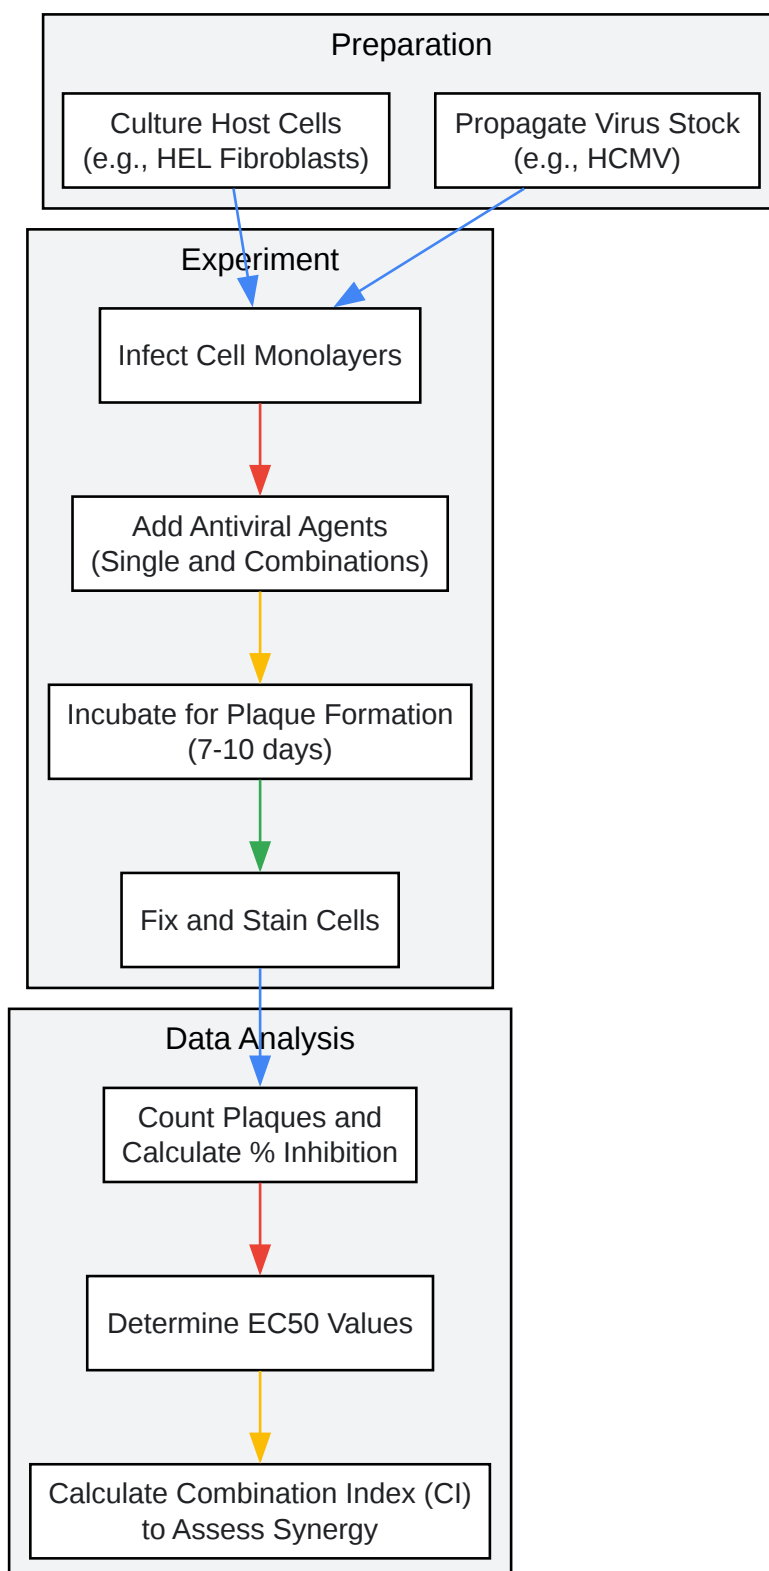 Preparation
Culture Host Cells
(e.g., HEL Fibroblasts)
Propagate Virus Stock
(e.g., HCMV)
Experiment
Infect Cell Monolayers
Add Antiviral Agents
(Single and Combinations)
Incubate for Plaque Formation
(7-10 days)
Fix and Stain Cells
Data Analysis
Count Plaques and
Calculate % Inhibition
Determine EC50 Values
Calculate Combination Index (CI)
to Assess Synergy